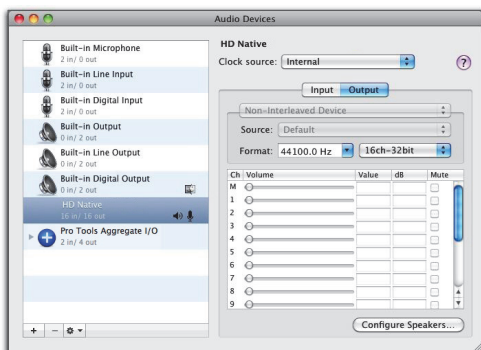 Audio Devices
Built-in Microphone
2 in/ 0 out
Built-in Line Input
2 in/ 0 out
Built-in Digital Input
2 in/ 0 out
Built-in Output
0 in/ 2 out
Built-in Line Output
0 in/ 2 out
Built-in Digital Output
0 in/ 2 out
HD Native
16 in/ 16 out
Pro Tools Aggregate I/O
2 in/ 4 out
+ −
HD Native
Clock source: Internal
?
Input Output
Non-Interleaved Device
Source: Default
Format: 44100.0 Hz 16ch-32bit
Ch Volume Value dB Mute
M
1
2
3
4
5
6
7
8
9
Configure Speakers...